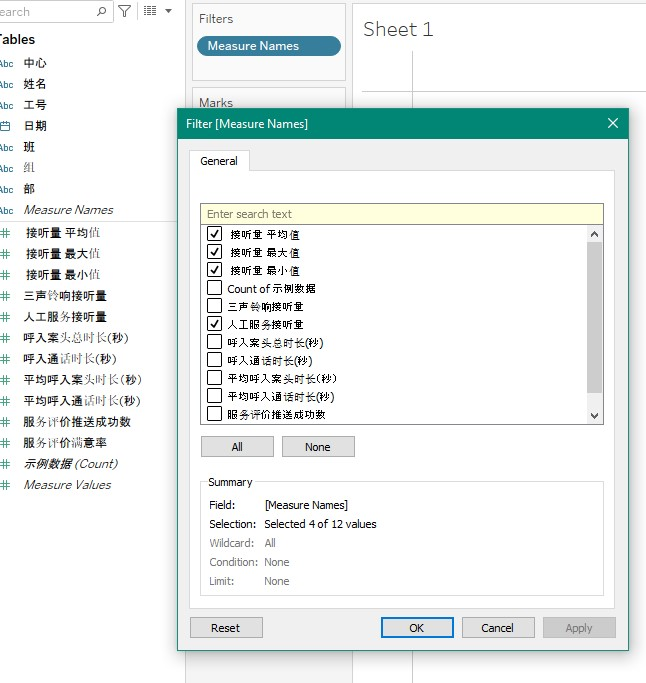 earch
Tables
Abc 中心
Abc 姓名
Abc 工号
日期
Abc 班
Abc 组
Abc 部
Abc Measure Names
# 接听量 平均值
# 接听量 最大值
# 接听量 最小值
# 三声铃响接听量
# 人工服务接听量
# 呼入案头总时长(秒)
# 呼入通话时长(秒)
# 平均呼入案头时长(秒)
# 平均呼入通话时长(秒)
# 服务评价推送成功数
# 服务评价满意率
# 示例数据 (Count)
# Measure Values
Filters
Measure Names
Marks
Sheet 1
Filter [Measure Names]
General
Enter search text
接听量 平均值
接听量 最大值
接听量 最小值
Count of 示例数据
三声铃响接听量
人工服务接听量
呼入案头总时长(秒)
呼入通话时长(秒)
平均呼入案头时长(秒)
平均呼入通话时长(秒)
服务评价推送成功数
All None
Summary
Field: [Measure Names]
Selection: Selected 4 of 12 values
Wildcard: All
Condition: None
Limit: None
Reset OK Cancel Apply